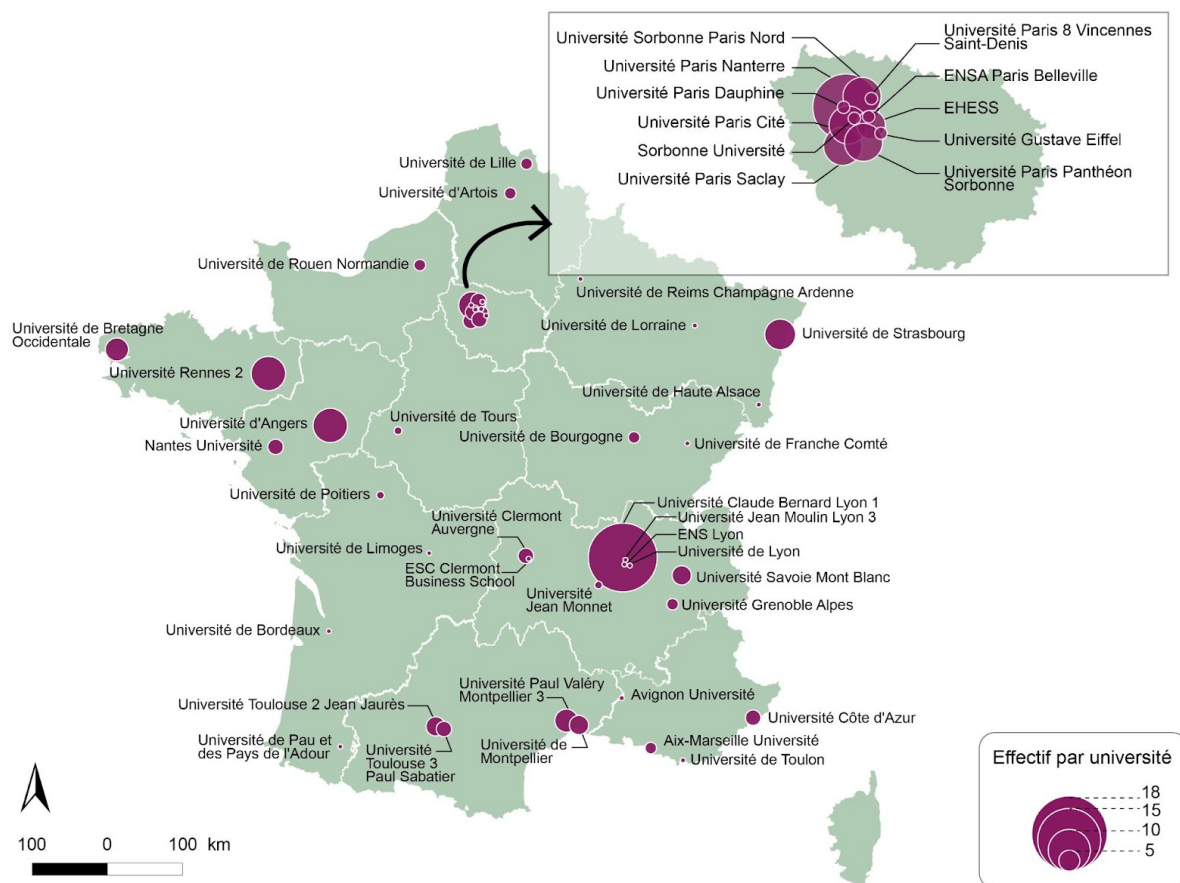 Université Sorbonne Paris Nord
Université Paris Nanterre
Université Paris Dauphine
Université Paris Cité
Sorbonne Université
Université Paris Saclay
Université Paris 8 Vincennes
Saint-Denis
ENSA Paris Belleville
EHESS
Université Gustave Eiffel
Université Paris Panthéon
Sorbonne
Université de Lille
Université d'Artois
Université de Rouen Normandie
Université de Reims Champagne Ardenne
Université de Lorraine
Université de Strasbourg
Université de Bretagne
Occidentale
Université Rennes 2
Université de Haute Alsace
Université d'Angers
Université de Tours
Nantes Université
Université de Bourgogne
Université de Franche Comté
Université de Poitiers
Université Claude Bernard Lyon 1
Université Jean Moulin Lyon 3
ENS Lyon
Université de Lyon
Université Clermont
Auvergne
Université de Limoges
ESC Clermont
Business School
Université Savoie Mont Blanc
Université
Jean Monnet
Université Grenoble Alpes
Université de Bordeaux
Université Paul Valéry
Montpellier 3
Avignon Université
Université Toulouse 2 Jean Jaurès
Université Côte d'Azur
Université de Pau et
des Pays de l'Adour
Université
Toulouse 3
Paul Sabatier
Université de
Montpellier
Aix-Marseille Université
Université de Toulon
Effectif par université
18
15
10
5
100 0 100 km